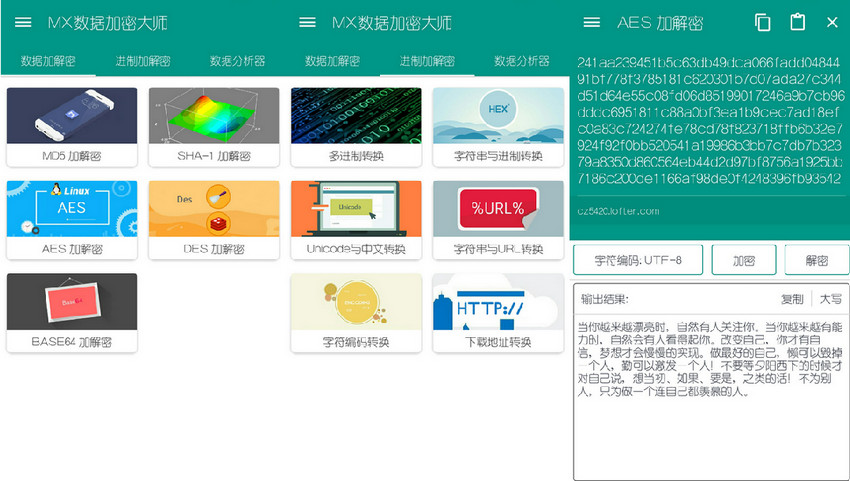 MX数据加密大师
数据加解密
进制加解密
数据分析器
MD5 加解密
SHA-1 加解密
Linux
AES
AES 加解密
Des
DES 加解密
Base64
BASE64 加解密
MX数据加密大师
数据加解密
进制加解密
数据分析器
多进制转换
HEX
字符串与进制转换
Unicode
Unicode与中文转换
%URL%
字符串与URL转换
字符编码转换
HTTP://
下载地址转换
AES 加解密
241aa239451b5c63db49dca066fadd04844
491bf778f3785181c620301b7c07ada27c344
d51d64e55c08fd06d85199017246a9b7cb96
dddc6951811c88a0bf3ea1b9cec7ad18ef
c0a83c724274fe78cd78f823718ffb6b32e7
924f92f0bb520541a19986b3bb7c7db7b323
79a8350d860564eb44d2d97bf8756a1925bb
7186c200ce1166af98de0f4248396fb93542
cz5420.lofter.com
字符编码: UTF-8
加密
解密
输出结果:
复制
大写
当你越来越漂亮时，自然有人关注你，当你越来越有能
力时，自然会有人看得起你。改变自己，你才有自
信，梦想才会慢慢的实现。做最好的自己，懒可以毁掉
一个人，勤可以激发一个人！不要等夕阳西下的时候才
对自己说，想当初、如果、要是，之类的话！不为别
人，只为做一个连自己都羡慕的人。